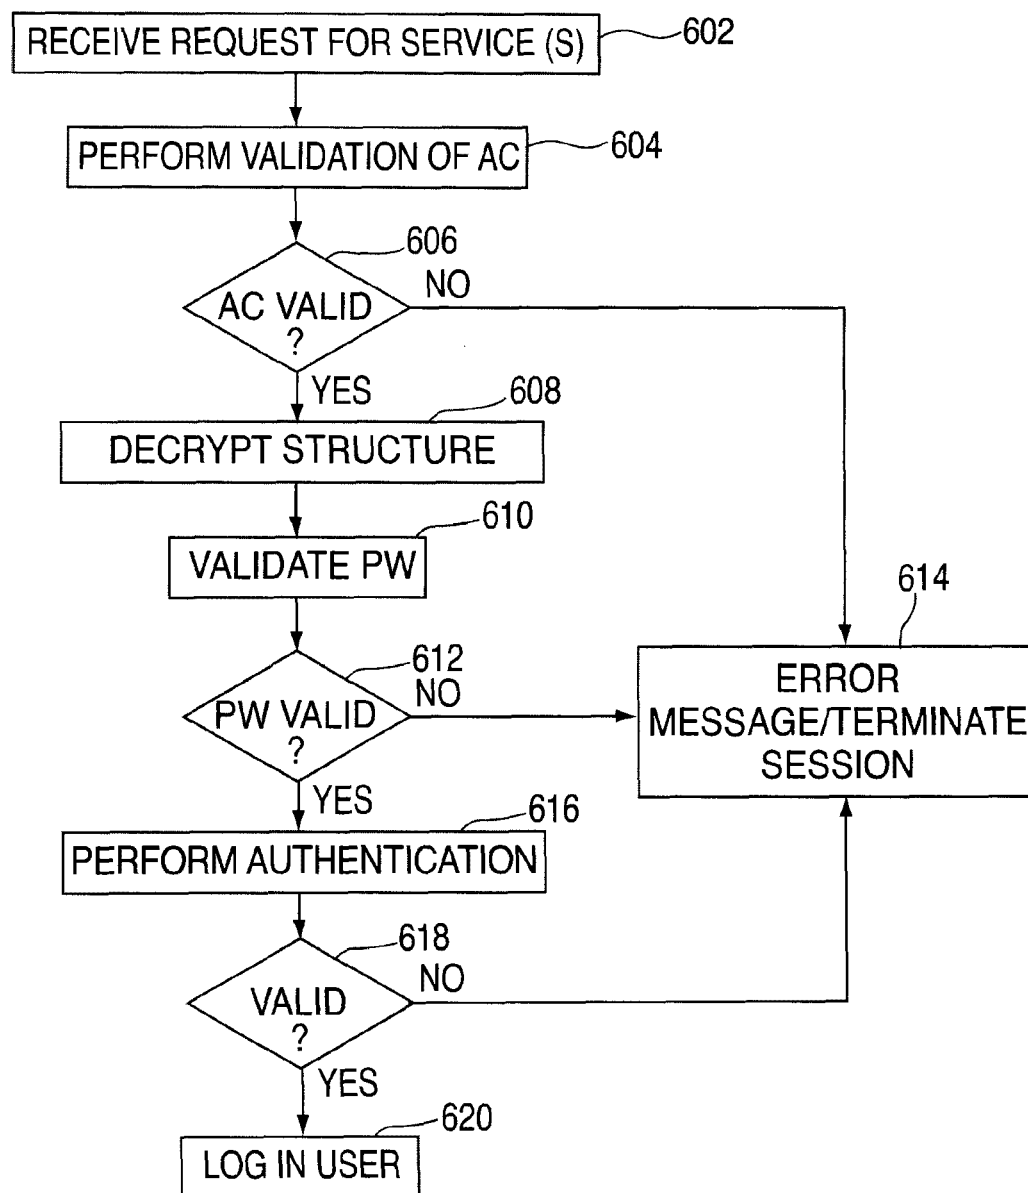 RECEIVE REQUEST FOR SERVICE (S)
602
PERFORM VALIDATION OF AC
604
606
AC VALID
?
NO
YES
608
DECRYPT STRUCTURE
610
VALIDATE PW
612
PW VALID
?
NO
614
ERROR
MESSAGE/TERMINATE
SESSION
YES
616
PERFORM AUTHENTICATION
618
VALID
?
NO
YES
620
LOG IN USER